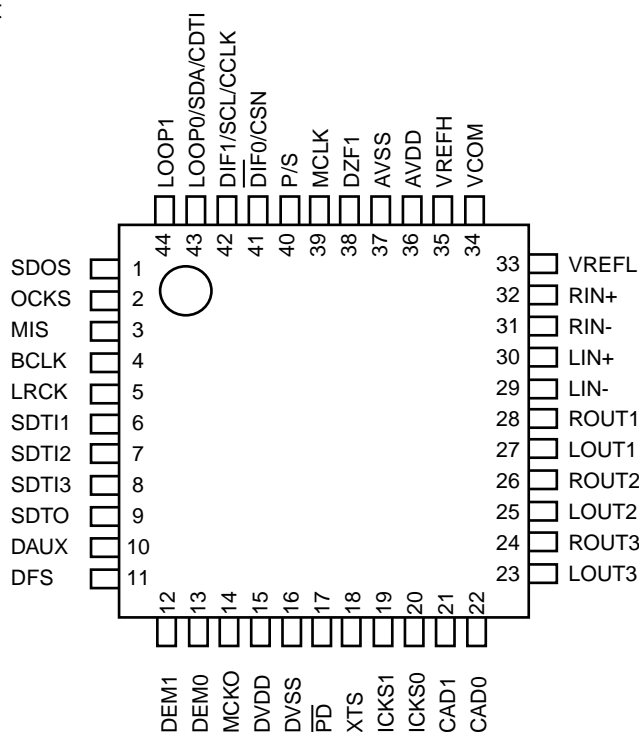 LOOP1
LOOP0/SDA/CDTI
DIF1/SCL/CCLK
DIF0/CSN
P/S
MCLK
DZF1
AVSS
AVDD
VREFH
VCOM
44
43
42
41
40
39
38
37
36
35
34
SDOS 1
OCKS 2
MIS 3
BCLK 4
LRCK 5
SDTI1 6
SDTI2 7
SDTI3 8
SDTO 9
DAUX 10
DFS 11
33 VREFL
32 RIN+
31 RIN-
30 LIN+
29 LIN-
28 ROUT1
27 LOUT1
26 ROUT2
25 LOUT2
24 ROUT3
23 LOUT3
12
13
14
15
16
17
18
19
20
21
22
DEM1
DEM0
MCKO
DVDD
DVSS
PD
XTS
ICKS1
ICKS0
CAD1
CAD0